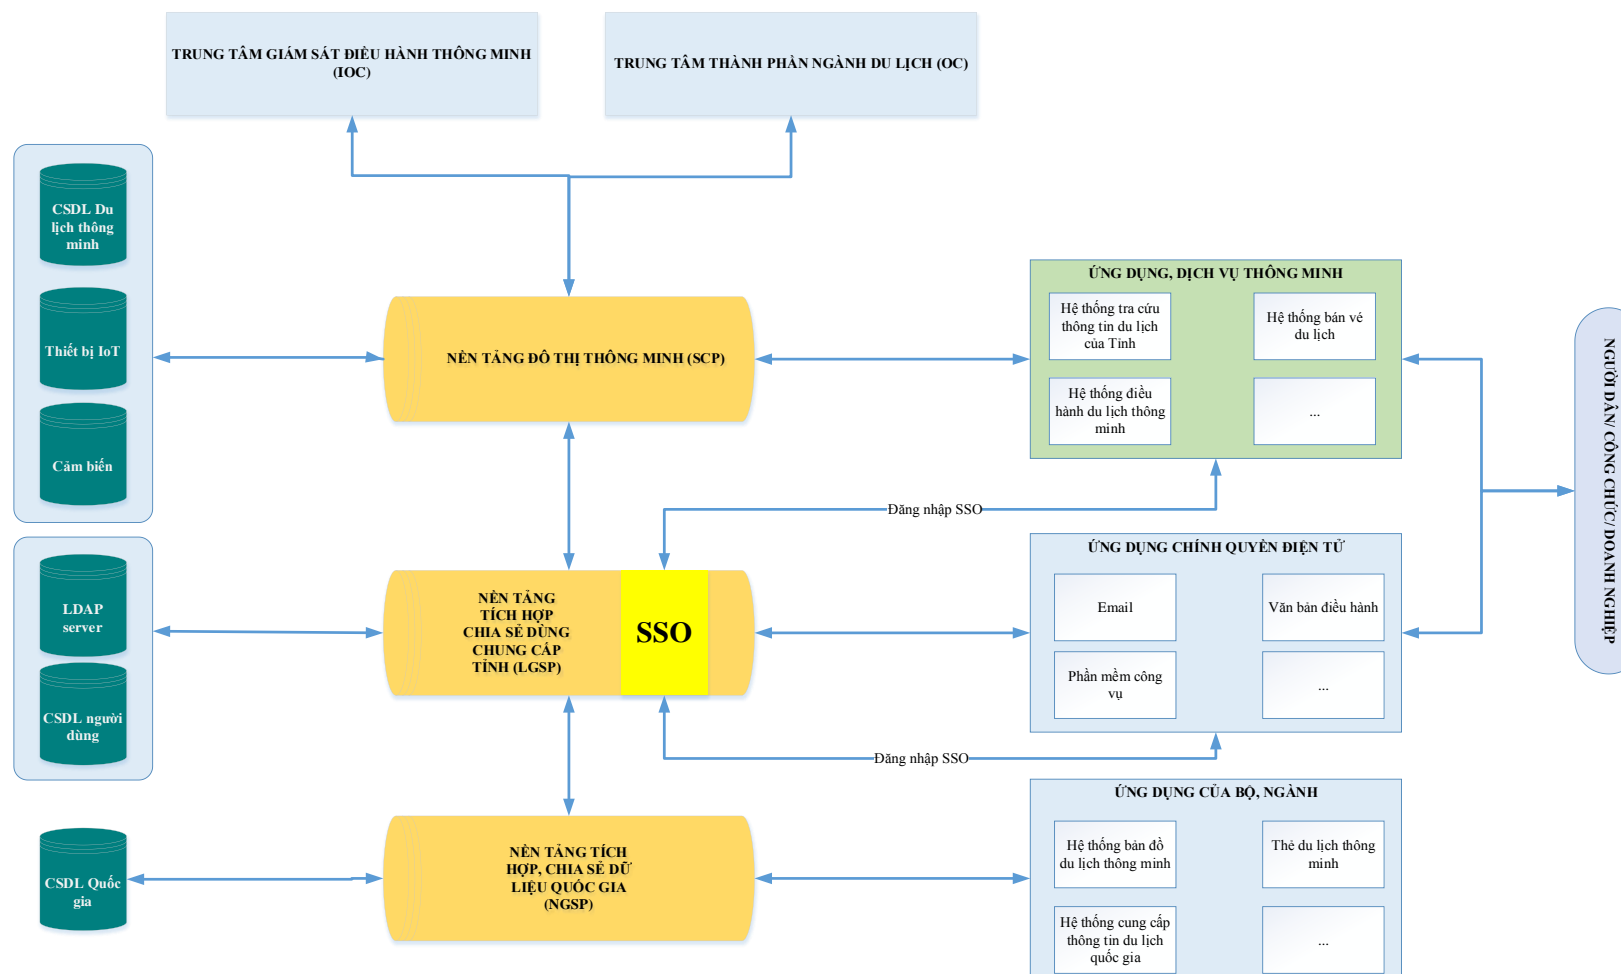 TRUNG TÂM GIÁM SÁT ĐIỀU HÀNH THÔNG MINH
(IOC)
TRUNG TÂM THÀNH PHẦN NGÀNH DU LỊCH (OC)
CSDL Du
lịch thông
minh
Thiết bị IoT
Cảm biến
NỀN TẢNG ĐÔ THỊ THÔNG MINH (SCP)
ỨNG DỤNG, DỊCH VỤ THÔNG MINH
Hệ thống tra cứu
thông tin du lịch
của Tỉnh
Hệ thống bán vé
du lịch
Hệ thống điều
hành du lịch thông
minh
...
NGƯỜI DÂN/ CÔNG CHỨC/ DOANH NGHIỆP
Đăng nhập SSO
LDAP
server
CSDL người
dùng
NỀN TẢNG
TÍCH HỢP
CHIA SẺ DÙNG
CHUNG CẤP
TỈNH (LGSP)
SSO
ỨNG DỤNG CHÍNH QUYỀN ĐIỆN TỬ
Email
Văn bản điều hành
Phần mềm công
vụ
...
Đăng nhập SSO
CSDL Quốc
gia
NỀN TẢNG TÍCH
HỢP, CHIA SẺ DỮ
LIỆU QUỐC GIA
(NGSP)
ỨNG DỤNG CỦA BỘ, NGÀNH
Hệ thống bản đồ
du lịch thông minh
Thẻ du lịch thông
minh
Hệ thống cung cấp
thông tin du lịch
quốc gia
...